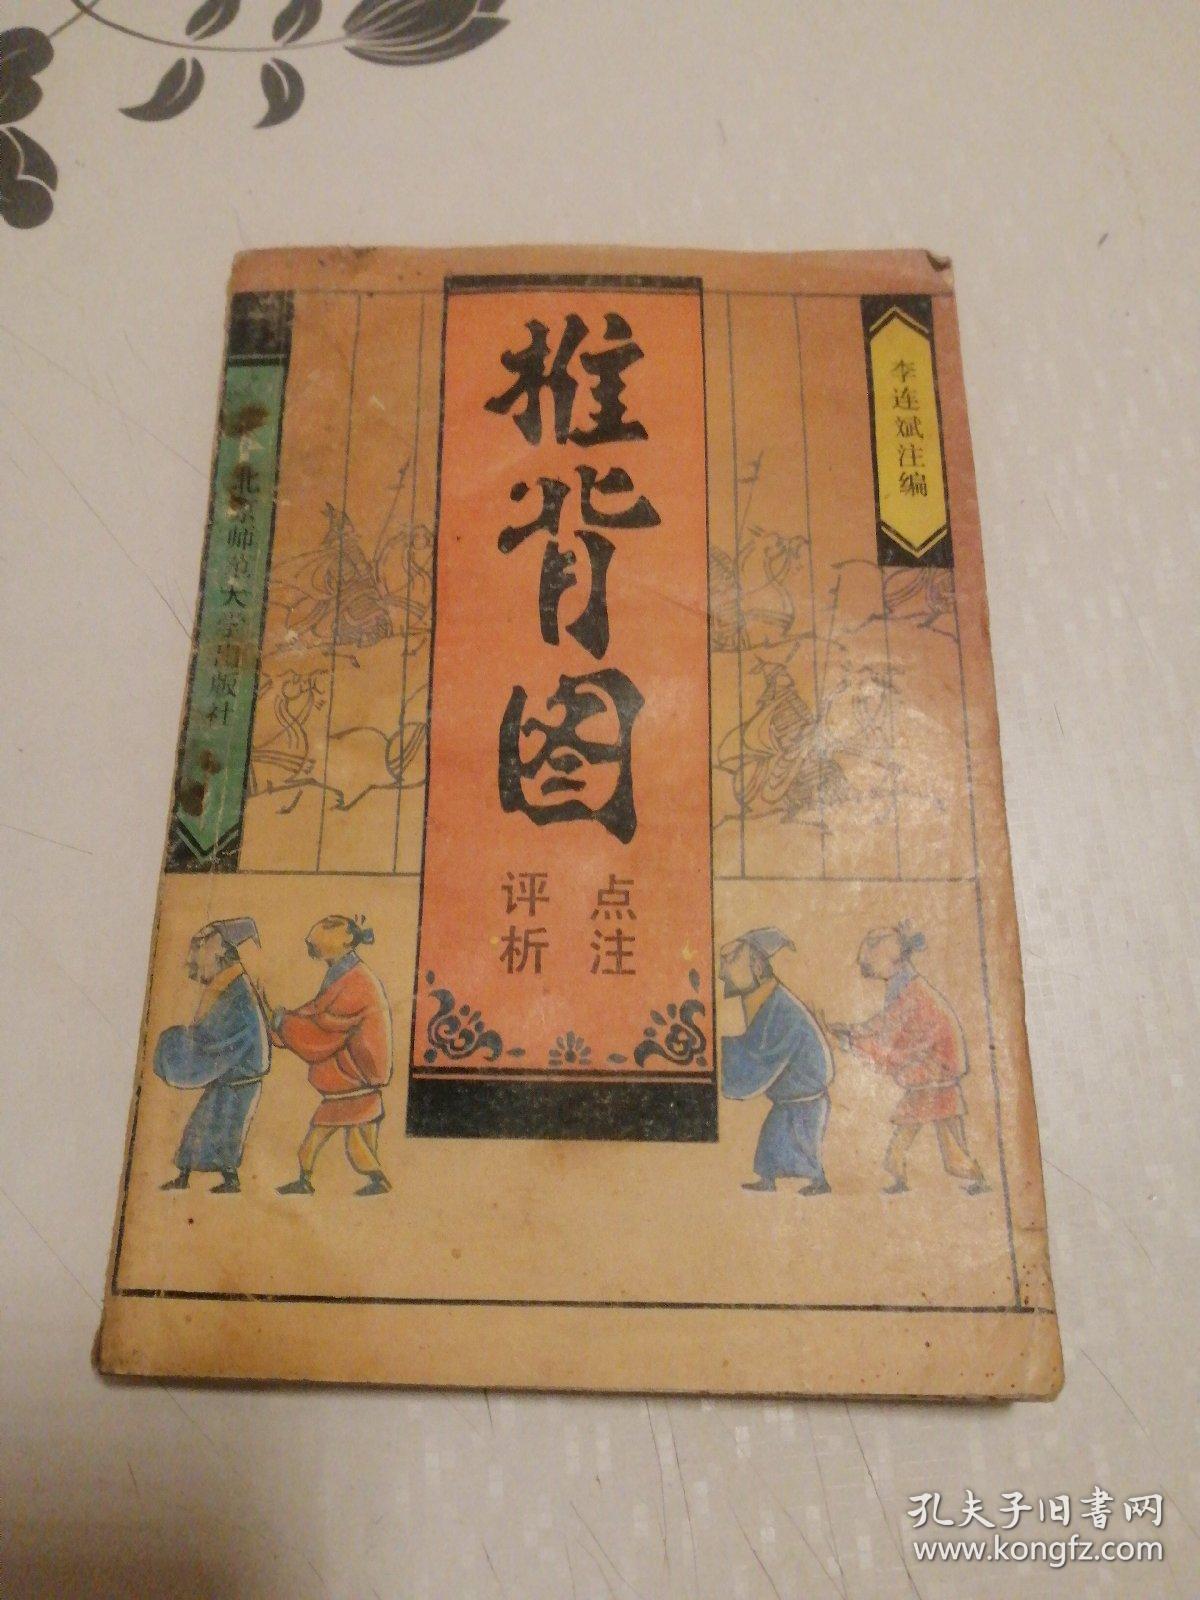 推背图
点注
评析
李连斌注编
北京师范大学出版社
孔夫子旧书网
www.kongfz.com